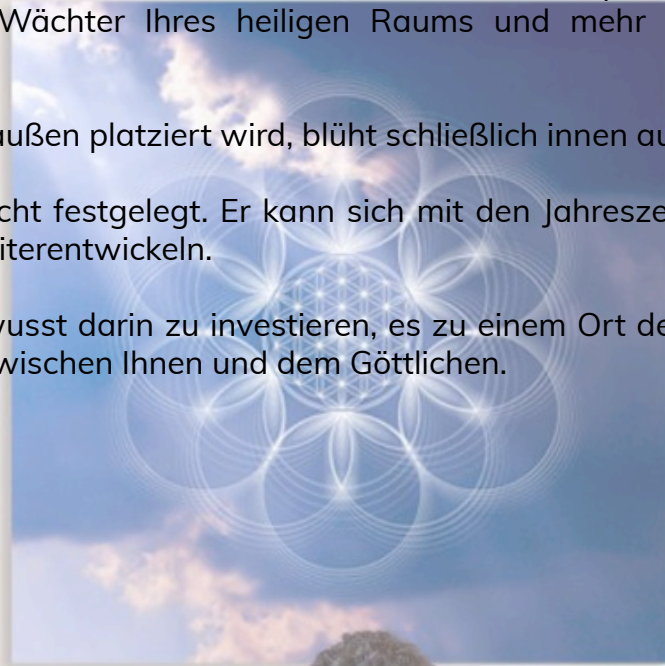 Wächter Ihres heiligen Raums und mehr
außen platziert wird, blüht schließlich innen au
cht festgelegt. Er kann sich mit den Jahresze
iterentwickeln.
wusst darin zu investieren, es zu einem Ort de
wischen Ihnen und dem Göttlichen.